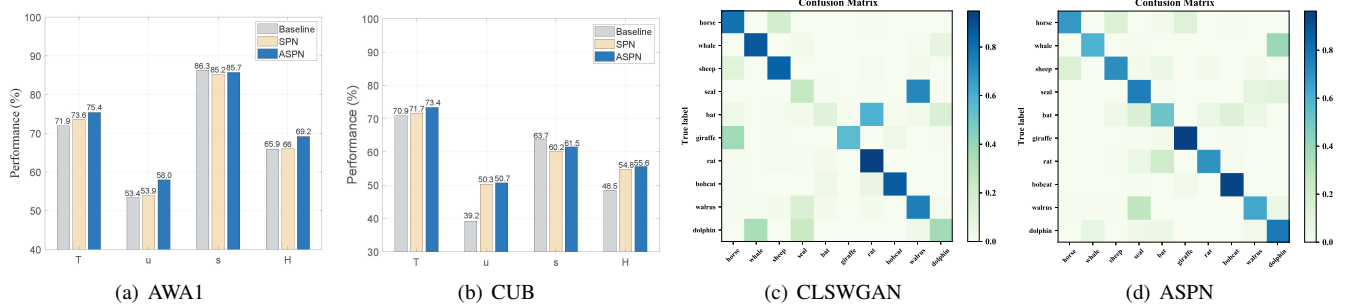 100
90
80
70
60
50
40
Performance (%)
Baseline
SPN
ASPN
71.9
73.6
75.4
53.4
53.9
58.0
86.3
85.2
85.7
65.9
66
69.2
T
u
s
H
(a) AWA1
100
90
80
70
60
50
40
30
Performance (%)
Baseline
SPN
ASPN
70.9
71.7
73.4
39.2
50.3
50.7
63.7
60.2
61.5
48.5
54.8
55.6
T
u
s
H
(b) CUB
Confusion Matrix
True label
horse
whale
sheep
seal
bat
giraffe
rat
bobcat
walrus
dolphin
horse
whale
sheep
seal
bat
giraffe
rat
bobcat
walrus
dolphin
0.8
0.6
0.4
0.2
0.0
(c) CLSWGAN
Confusion Matrix
True label
horse
whale
sheep
seal
bat
giraffe
rat
bobcat
walrus
dolphin
horse
whale
sheep
seal
bat
giraffe
rat
bobcat
walrus
dolphin
0.8
0.6
0.4
0.2
0.0
(d) ASPN